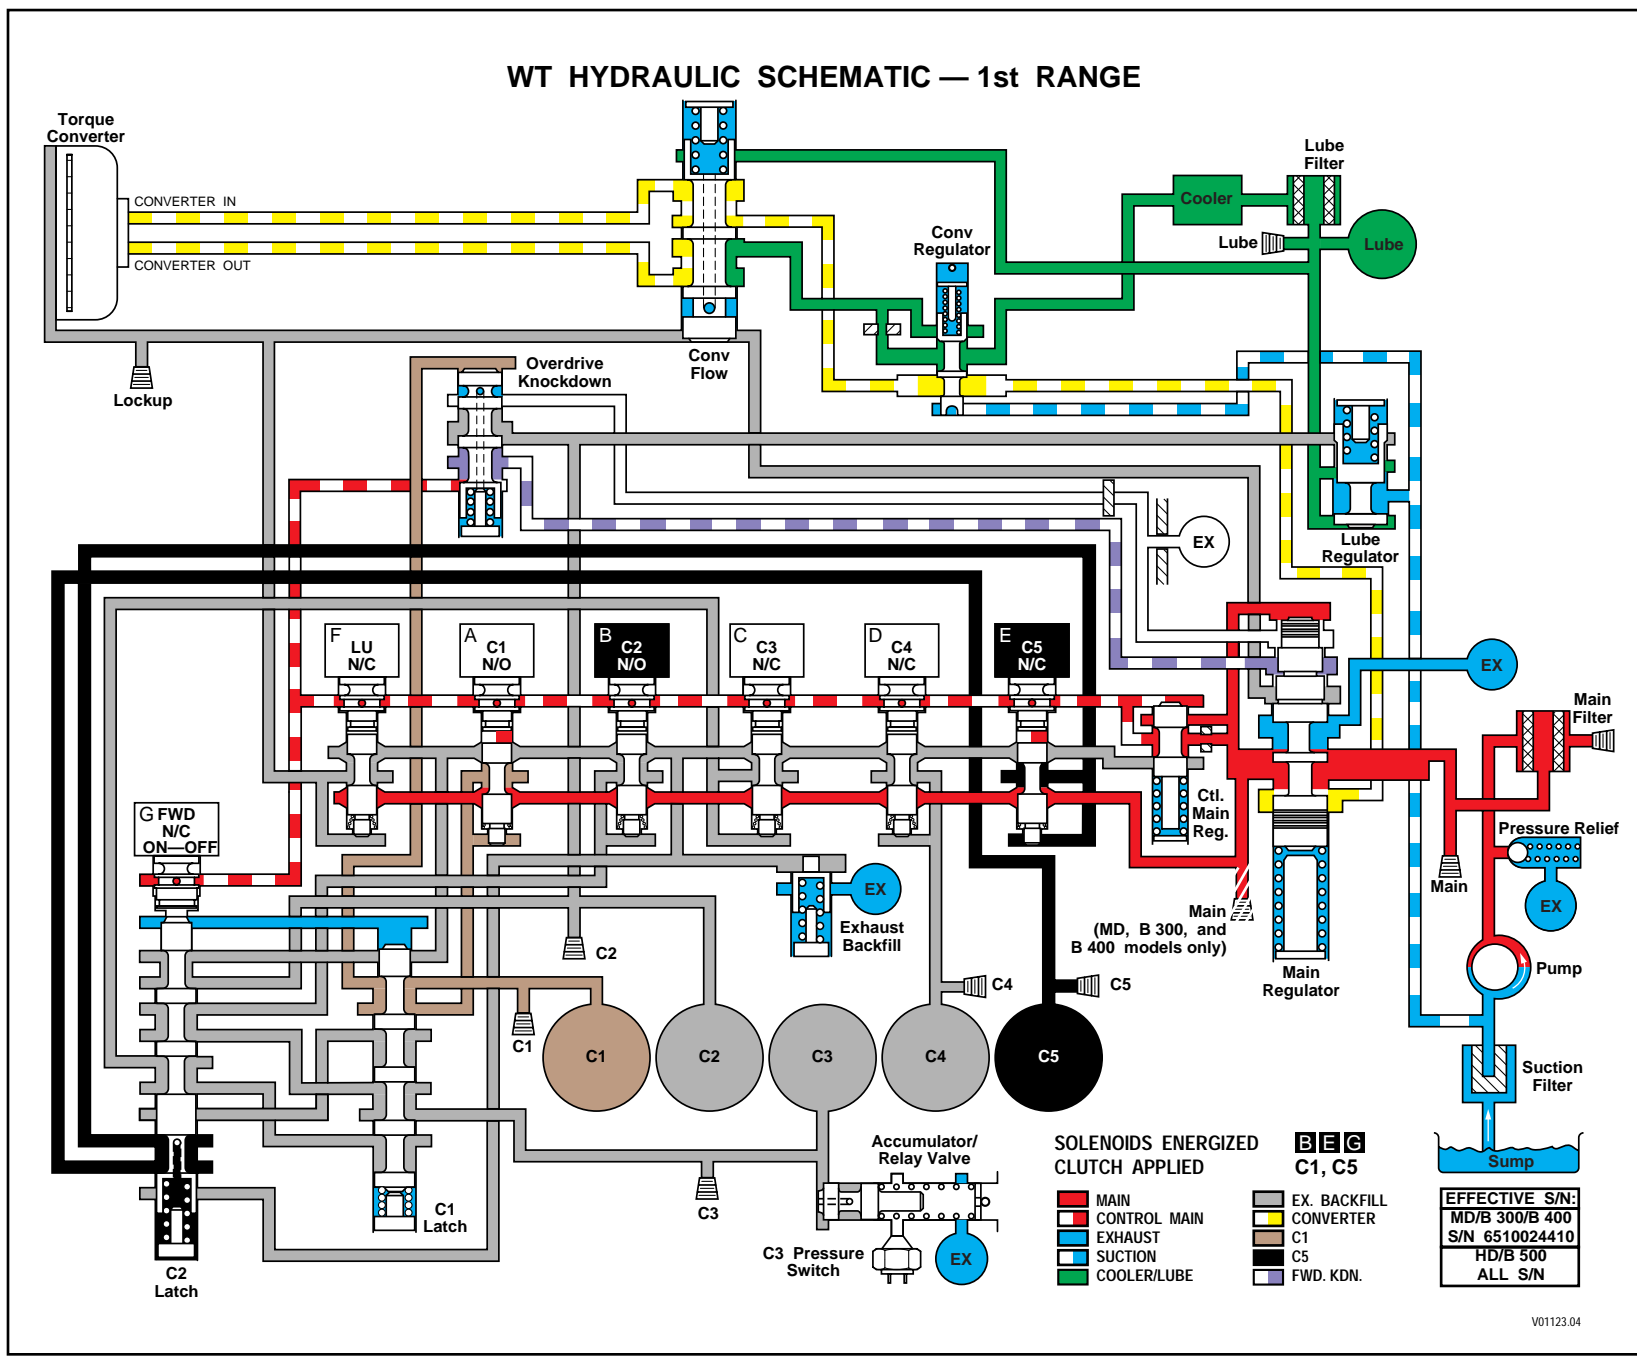 WT HYDRAULIC SCHEMATIC — 1st RANGE
Torque
Converter
CONVERTER IN
CONVERTER OUT
Lockup
Conv
Flow
Overdrive
Knockdown
Conv
Regulator
Cooler
Lube
Filter
Lube
Lube
Lube
Regulator
EX
EX
F
LU
N/C
A
C1
N/O
B
C2
N/O
C
C3
N/C
D
C4
N/C
E
C5
N/C
G FWD
N/C
ON—OFF
Ctl.
Main
Reg.
Main
Filter
Pressure Relief
EX
Main
Main
(MD, B 300, and
B 400 models only)
Main
Regulator
Pump
Suction
Filter
Sump
EX
Exhaust
Backfill
C2
C4
C5
C1
C1
C2
C3
C4
C5
C3
C1
Latch
C2
Latch
Accumulator/
Relay Valve
C3 Pressure
Switch
EX
SOLENOIDS ENERGIZED B E G
CLUTCH APPLIED C1, C5
MAIN
CONTROL MAIN
EXHAUST
SUCTION
COOLER/LUBE
EX. BACKFILL
CONVERTER
C1
C5
FWD. KDN.
EFFECTIVE S/N:
MD/B 300/B 400
S/N 6510024410
HD/B 500
ALL S/N
V01123.04